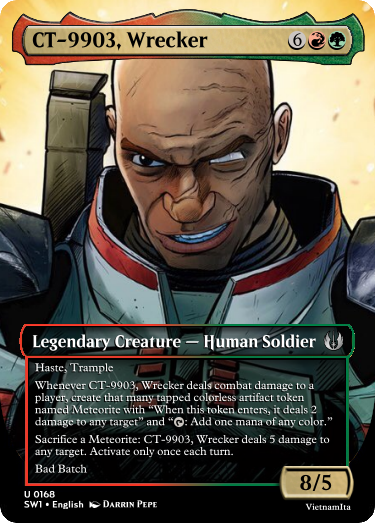 CT-9903, Wrecker 6
Legendary Creature — Human Soldier
Haste, Trample
Whenever CT-9903, Wrecker deals combat damage to a
player, create that many tapped colorless artifact token
named Meteorite with “When this token enters, it deals 2
damage to any target” and “: Add one mana of any color.”
Sacrifice a Meteorite: CT-9903, Wrecker deals 5 damage to
any target. Activate only once each turn.
Bad Batch
8/5
U 0168
SW1 • English Darrin Pepe
VietnamIta